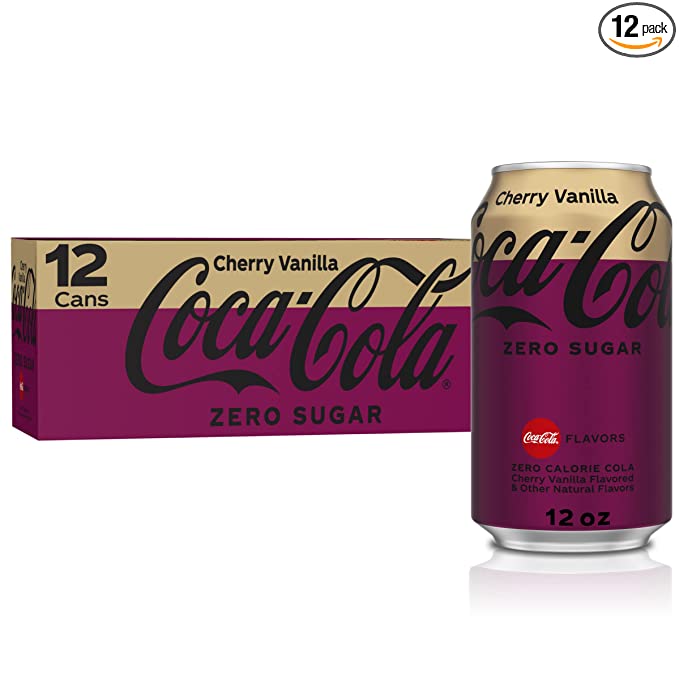 12 pack
12
Cans
Cherry Vanilla
Coca-Cola®
ZERO SUGAR
Cherry Vanilla
Coca-Col
ZERO SUGAR
Coca-Cola FLAVORS
ZERO CALORIE COLA
Cherry Vanilla Flavored
& Other Natural Flavors
12 oz